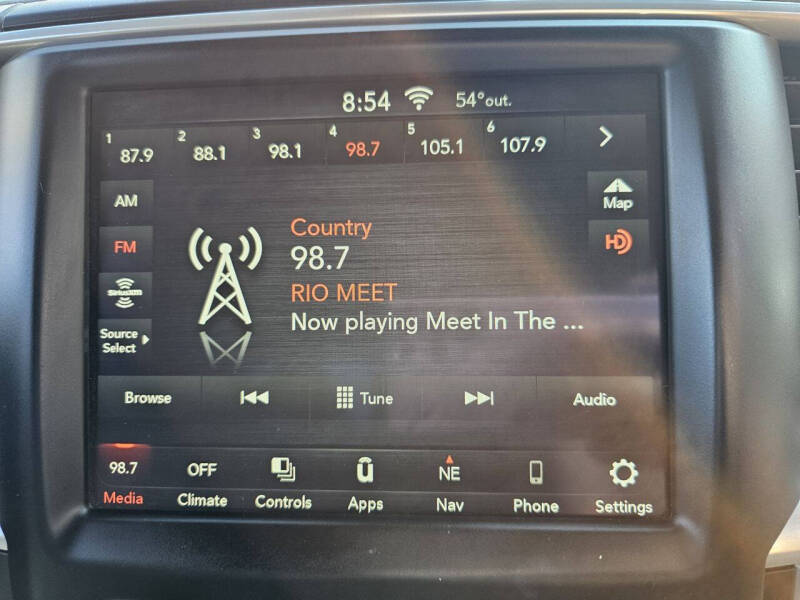 8:54 54°out.
1 87.9 2 88.1 3 98.1 4 98.7 5 105.1 6 107.9
AM
Map
FM
HD
SiriusXM
Source
Select
Country
98.7
RIO MEET
Now playing Meet In The ...
Browse Tune Audio
98.7 OFF NE
Media Climate Controls Apps Nav Phone Settings